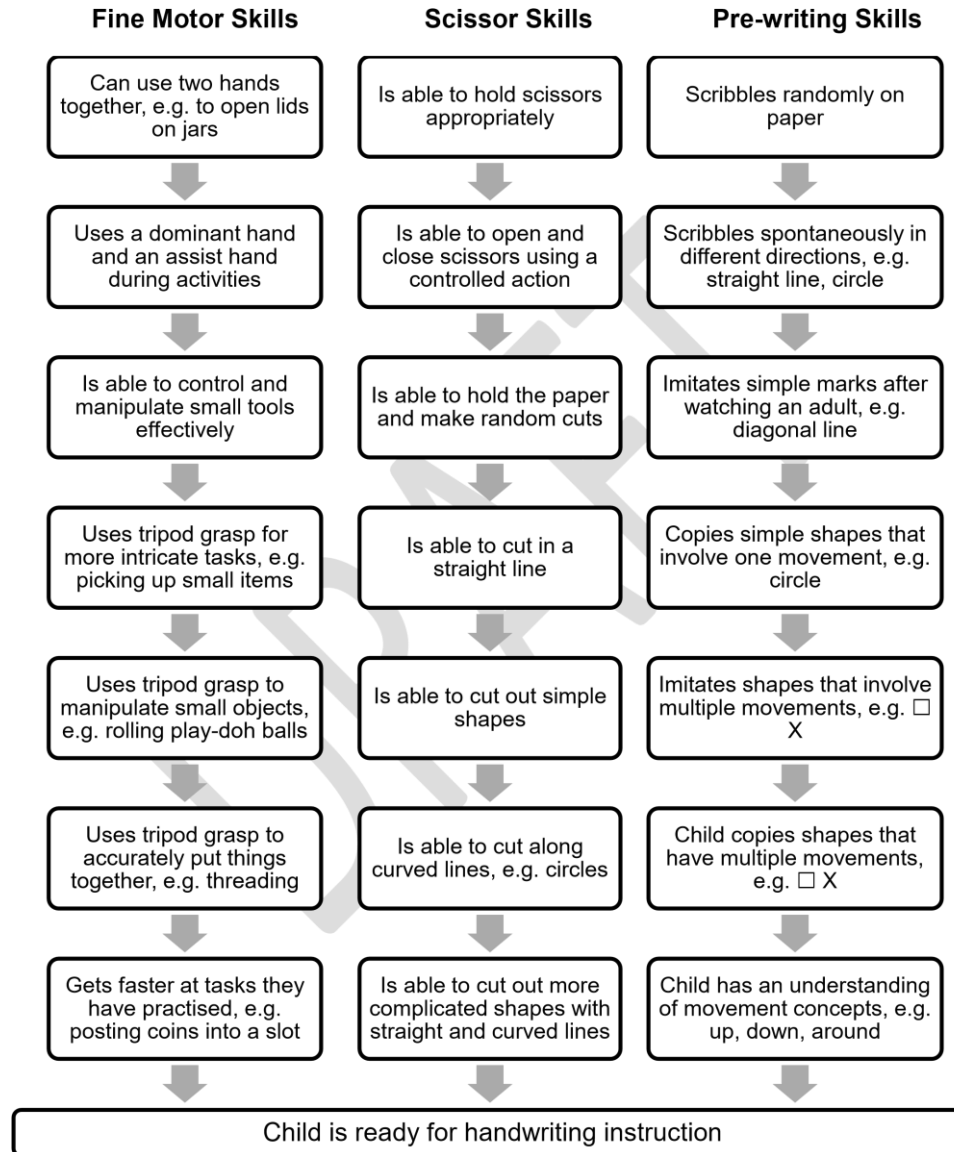 Fine Motor Skills
Scissor Skills
Pre-writing Skills
Can use two hands
together, e.g. to open lids
on jars
Is able to hold scissors
appropriately
Scribbles randomly on
paper
Uses a dominant hand
and an assist hand
during activities
Is able to open and
close scissors using a
controlled action
Scribbles spontaneously in
different directions, e.g.
straight line, circle
Is able to control and
manipulate small tools
effectively
Is able to hold the paper
and make random cuts
Imitates simple marks after
watching an adult, e.g.
diagonal line
Uses tripod grasp for
more intricate tasks, e.g.
picking up small items
Is able to cut in a
straight line
Copies simple shapes that
involve one movement, e.g.
circle
Uses tripod grasp to
manipulate small objects,
e.g. rolling play-doh balls
Is able to cut out simple
shapes
Imitates shapes that involve
multiple movements, e.g. □
X
Uses tripod grasp to
accurately put things
together, e.g. threading
Is able to cut along
curved lines, e.g. circles
Child copies shapes that
have multiple movements,
e.g. □ X
Gets faster at tasks they
have practised, e.g.
posting coins into a slot
Is able to cut out more
complicated shapes with
straight and curved lines
Child has an understanding
of movement concepts, e.g.
up, down, around
Child is ready for handwriting instruction
DRAFT